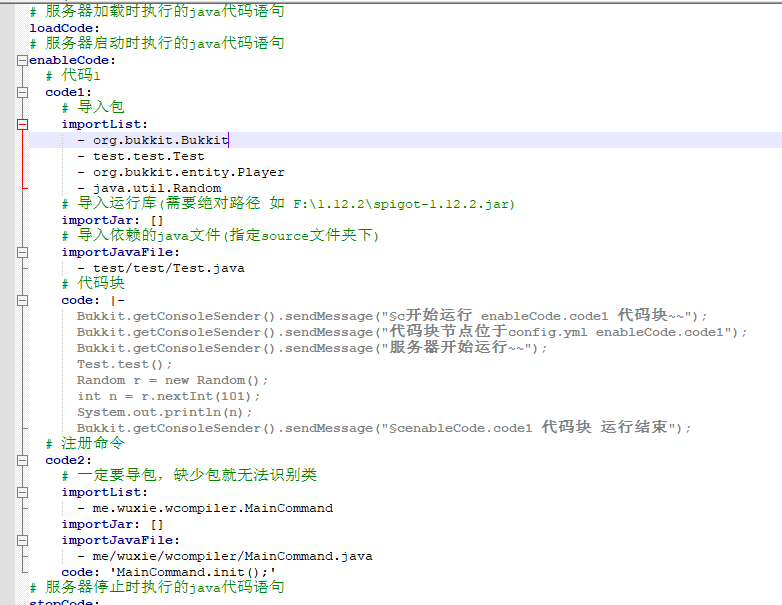 # 服务器加载时执行的java代码语句
loadCode:
# 服务器启动时执行的java代码语句
enableCode:
  # 代码1
  code1:
    # 导入包
    importList:
      - org.bukkit.Bukkit
      - test.test.Test
      - org.bukkit.entity.Player
      - java.util.Random
    # 导入运行库(需要绝对路径 如 F:\1.12.2\spigot-1.12.2.jar)
    importJar: []
    # 导入依赖的java文件(指定source文件夹下)
    importJavaFile:
      - test/test/Test.java
    # 代码块
    code: |-
      Bukkit.getConsoleSender().sendMessage("§c开始运行 enableCode.code1 代码块~~");
      Bukkit.getConsoleSender().sendMessage("代码块节点位于config.yml enableCode.code1");
      Bukkit.getConsoleSender().sendMessage("服务器开始运行~~");
      Test.test();
      Random r = new Random();
      int n = r.nextInt(101);
      System.out.println(n);
      Bukkit.getConsoleSender().sendMessage("§cenableCode.code1 代码块 运行结束");
  # 注册命令
  code2:
    # 一定要导包，缺少包就无法识别类
    importList:
      - me.wuxie.wcompiler.MainCommand
    importJar: []
    importJavaFile:
      - me/wuxie/wcompiler/MainCommand.java
    code: 'MainCommand.init();'
# 服务器停止时执行的java代码语句
stopCode: